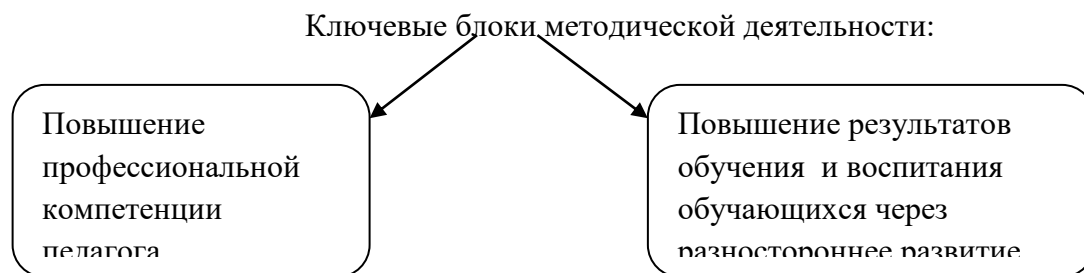 Ключевые блоки методической деятельности:
Повышение
профессиональной
компетенции
педагога
Повышение результатов
обучения и воспитания
обучающихся через
разностороннее развитие